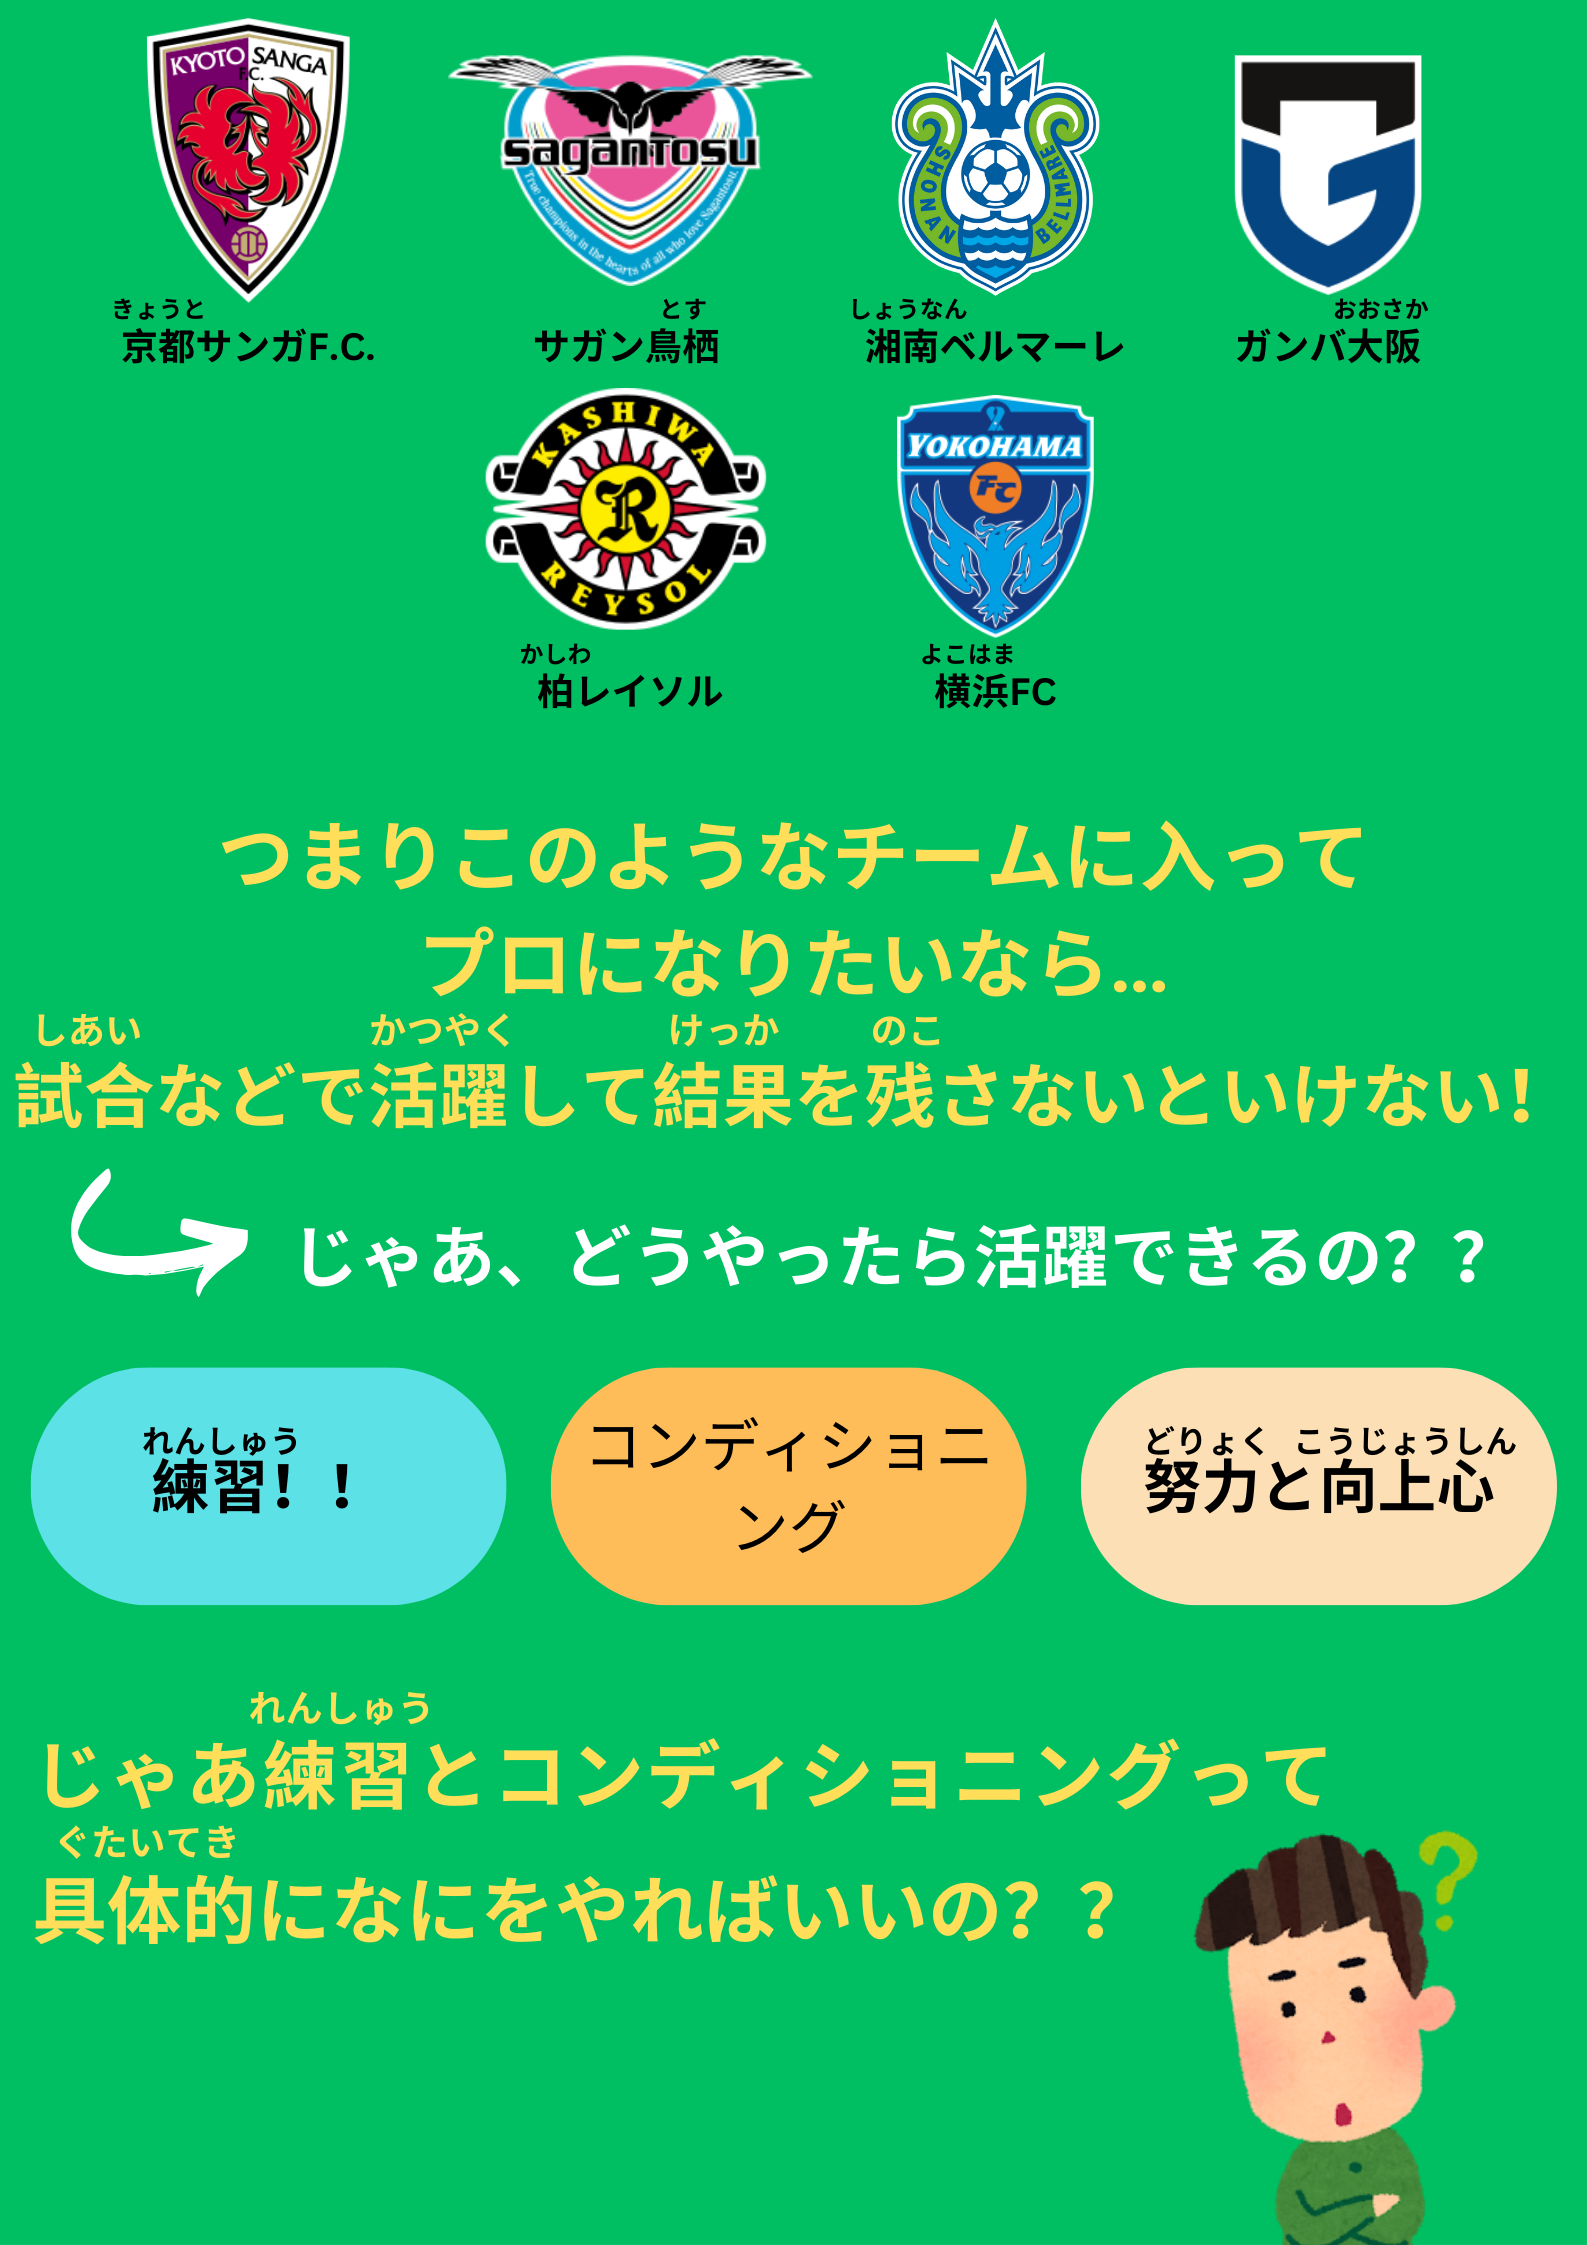 KYOTO SANGA
F.C.
sagantosu
True champions in the hearts of all who love Sagantosu.
SHONAN BELLMARE
きょうと
京都サンガF.C.
とす
サガン鳥栖
しょうなん
湘南ベルマーレ
おおさか
ガンバ大阪
KASHIWA
R
REYSOL
YOKOHAMA
FC
かしわ
柏レイソル
よこはま
横浜FC
つまりこのようなチームに入って
プロになりたいなら...
しあい かつやく けっか のこ
試合などで活躍して結果を残さないといけない!
じゃあ、どうやったら活躍できるの？？
れんしゅう
練習！！
コンディショニ
ング
どりょく こうじょうしん
努力と向上心
れんしゅう
じゃあ練習とコンディショニングって
ぐたいてき
具体的になにをやればいいの？？
?